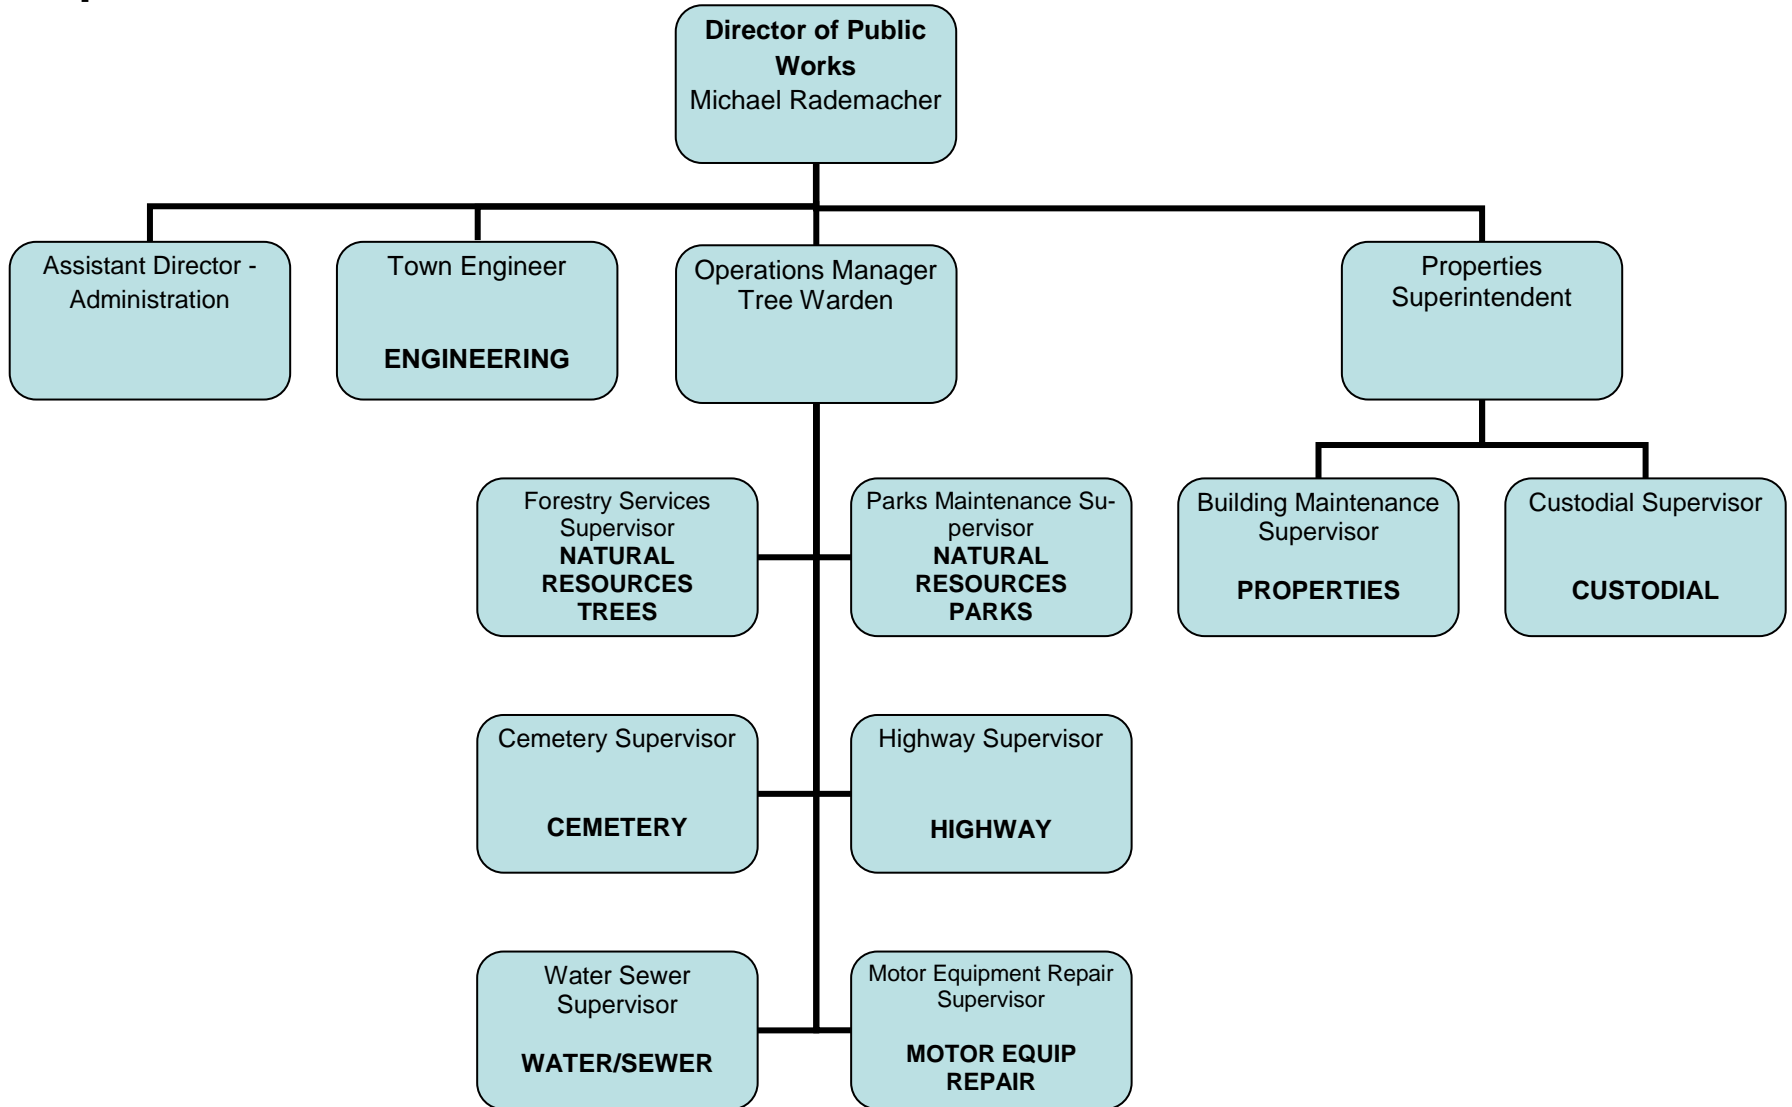 Director of Public
Works
Michael Rademacher
Assistant Director -
Administration
Town Engineer
ENGINEERING
Operations Manager
Tree Warden
Properties
Superintendent
Forestry Services
Supervisor
NATURAL
RESOURCES
TREES
Parks Maintenance Su-
pervisor
NATURAL
RESOURCES
PARKS
Building Maintenance
Supervisor
PROPERTIES
Custodial Supervisor
CUSTODIAL
Cemetery Supervisor
CEMETERY
Highway Supervisor
HIGHWAY
Water Sewer
Supervisor
WATER/SEWER
Motor Equipment Repair
Supervisor
MOTOR EQUIP
REPAIR